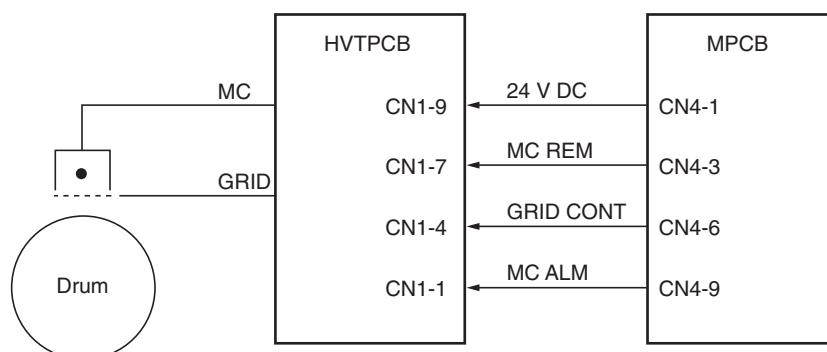 HVTPCB
MPCB
MC
CN1-9
24 V DC
CN4-1
CN1-7
MC REM
CN4-3
GRID
CN1-4
GRID CONT
CN4-6
Drum
CN1-1
MC ALM
CN4-9